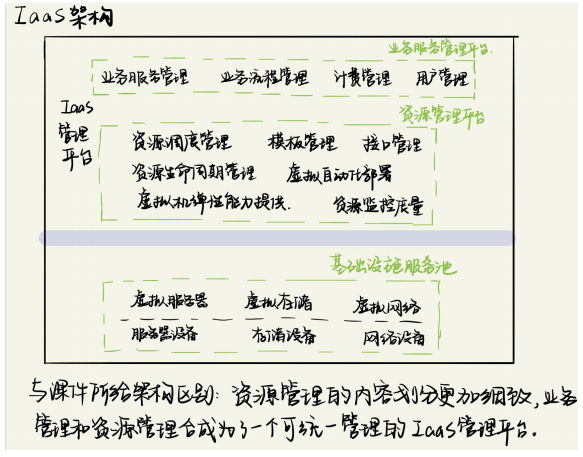 IaaS架构
业务服务管理平台.
业务服务管理 业务流程管理 计费管理 用户管理
IaaS
管理
平台
资源管理平台
资源调度管理 模板管理 接口管理
资源生命周期管理 虚拟自动化部署
虚拟机弹性能力提供. 资源监控度量
基础设施服务池
虚拟服务器 虚拟存储 虚拟网络
服务器设备 存储设备 网络设备
与课件所给架构区别: 资源管理的内容划分更加细致, 业务
管理和资源管理合成为了一个可统一管理的IaaS管理平台.